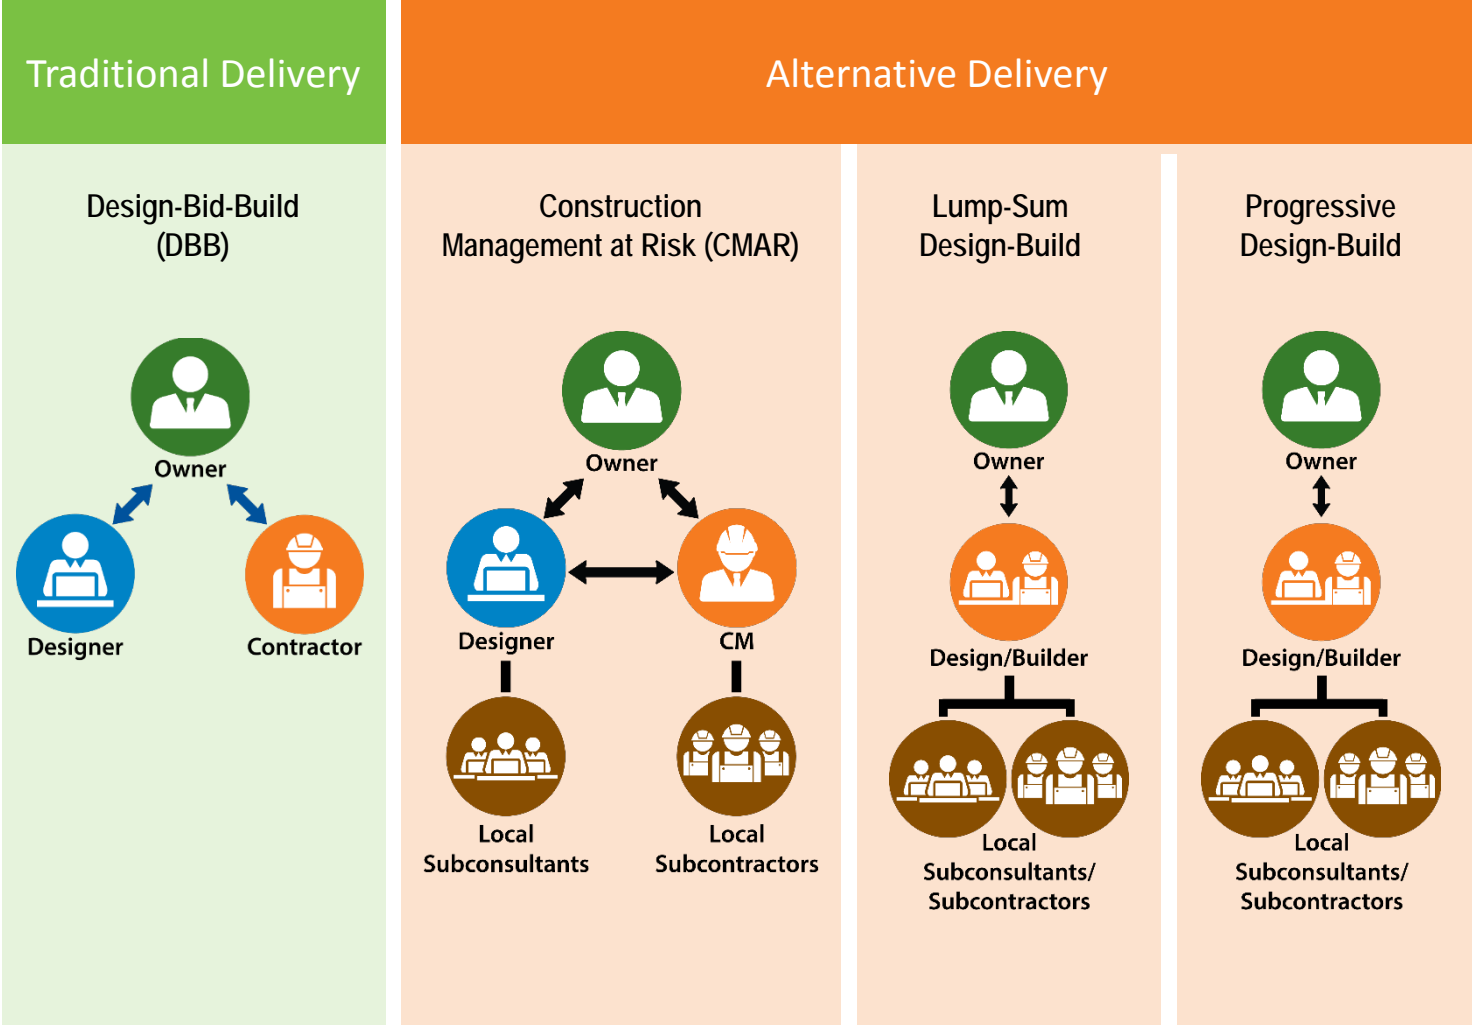 Traditional Delivery
Alternative Delivery
Design-Bid-Build
(DBB)
Owner
Designer
Contractor
Construction
Management at Risk (CMAR)
Owner
Designer
CM
Local
Subconsultants
Local
Subcontractors
Lump-Sum
Design-Build
Owner
Design/Builder
Local
Subconsultants/
Subcontractors
Progressive
Design-Build
Owner
Design/Builder
Local
Subconsultants/
Subcontractors